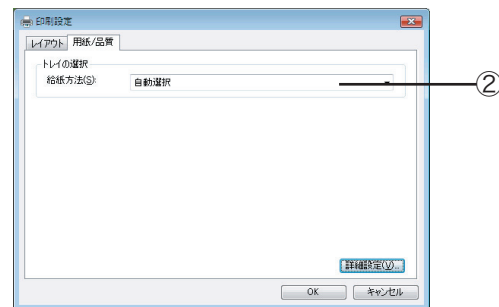 印刷設定
レイアウト 用紙/品質
トレイの選択
給紙方法(S): 自動選択
②
詳細設定(V)...
OK キャンセル